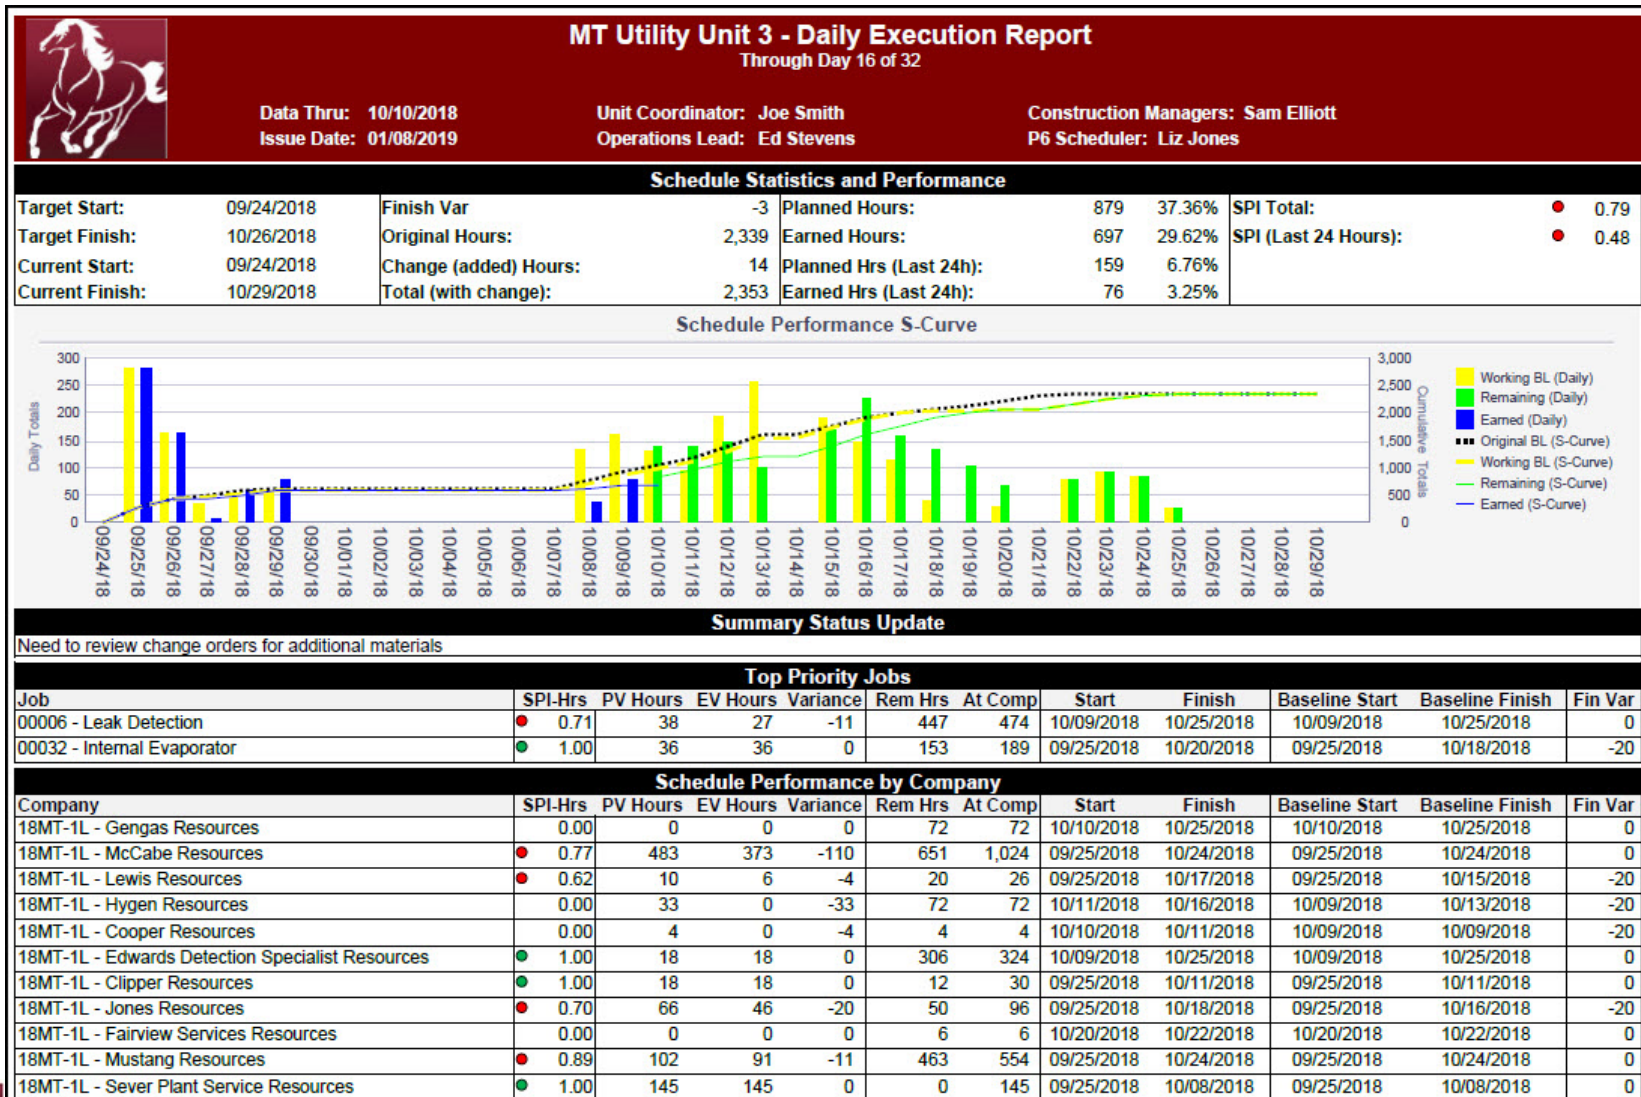 MT Utility Unit 3 - Daily Execution Report
Through Day 16 of 32
Data Thru: 10/10/2018 Unit Coordinator: Joe Smith Construction Managers: Sam Elliott
Issue Date: 01/08/2019 Operations Lead: Ed Stevens P6 Scheduler: Liz Jones
Schedule Statistics and Performance
Target Start: 09/24/2018 Finish Var -3 Planned Hours: 879 37.36% SPI Total: 0.79
Target Finish: 10/26/2018 Original Hours: 2,339 Earned Hours: 697 29.62% SPI (Last 24 Hours): 0.48
Current Start: 09/24/2018 Change (added) Hours: 14 Planned Hrs (Last 24h): 159 6.76%
Current Finish: 10/29/2018 Total (with change): 2,353 Earned Hrs (Last 24h): 76 3.25%
Schedule Performance S-Curve
Daily Totals
300
250
200
150
100
50
0
3,000
2,500
2,000
1,500
1,000
500
0
Cumulative Totals
Working BL (Daily)
Remaining (Daily)
Earned (Daily)
Original BL (S-Curve)
Working BL (S-Curve)
Remaining (S-Curve)
Earned (S-Curve)
09/24/18 09/25/18 09/26/18 09/27/18 09/28/18 09/29/18 09/30/18 10/01/18 10/02/18 10/03/18 10/04/18 10/05/18 10/06/18 10/07/18 10/08/18 10/09/18 10/10/18 10/11/18 10/12/18 10/13/18 10/14/18 10/15/18 10/16/18 10/17/18 10/18/18 10/19/18 10/20/18 10/21/18 10/22/18 10/23/18 10/24/18 10/25/18 10/26/18 10/27/18 10/28/18 10/29/18
Summary Status Update
Need to review change orders for additional materials
Top Priority Jobs
Job SPI-Hrs PV Hours EV Hours Variance Rem Hrs At Comp Start Finish Baseline Start Baseline Finish Fin Var
00006 - Leak Detection 0.71 38 27 -11 447 474 10/09/2018 10/25/2018 10/09/2018 10/25/2018 0
00032 - Internal Evaporator 1.00 36 36 0 153 189 09/25/2018 10/20/2018 09/25/2018 10/18/2018 -20
Schedule Performance by Company
Company SPI-Hrs PV Hours EV Hours Variance Rem Hrs At Comp Start Finish Baseline Start Baseline Finish Fin Var
18MT-1L - Gengas Resources 0.00 0 0 0 72 72 10/10/2018 10/25/2018 10/10/2018 10/25/2018 0
18MT-1L - McCabe Resources 0.77 483 373 -110 651 1,024 09/25/2018 10/24/2018 09/25/2018 10/24/2018 0
18MT-1L - Lewis Resources 0.62 10 6 -4 20 26 09/25/2018 10/17/2018 09/25/2018 10/15/2018 -20
18MT-1L - Hygen Resources 0.00 33 0 -33 72 72 10/11/2018 10/16/2018 10/09/2018 10/13/2018 -20
18MT-1L - Cooper Resources 0.00 4 0 -4 4 4 10/10/2018 10/11/2018 10/09/2018 10/09/2018 -20
18MT-1L - Edwards Detection Specialist Resources 1.00 18 18 0 306 324 10/09/2018 10/25/2018 10/09/2018 10/25/2018 0
18MT-1L - Clipper Resources 1.00 18 18 0 12 30 09/25/2018 10/11/2018 09/25/2018 10/11/2018 0
18MT-1L - Jones Resources 0.70 66 46 -20 50 96 09/25/2018 10/18/2018 09/25/2018 10/16/2018 -20
18MT-1L - Fairview Services Resources 0.00 0 0 0 6 6 10/20/2018 10/22/2018 10/20/2018 10/22/2018 0
18MT-1L - Mustang Resources 0.89 102 91 -11 463 554 09/25/2018 10/24/2018 09/25/2018 10/24/2018 0
18MT-1L - Sever Plant Service Resources 1.00 145 145 0 0 145 09/25/2018 10/08/2018 09/25/2018 10/08/2018 0